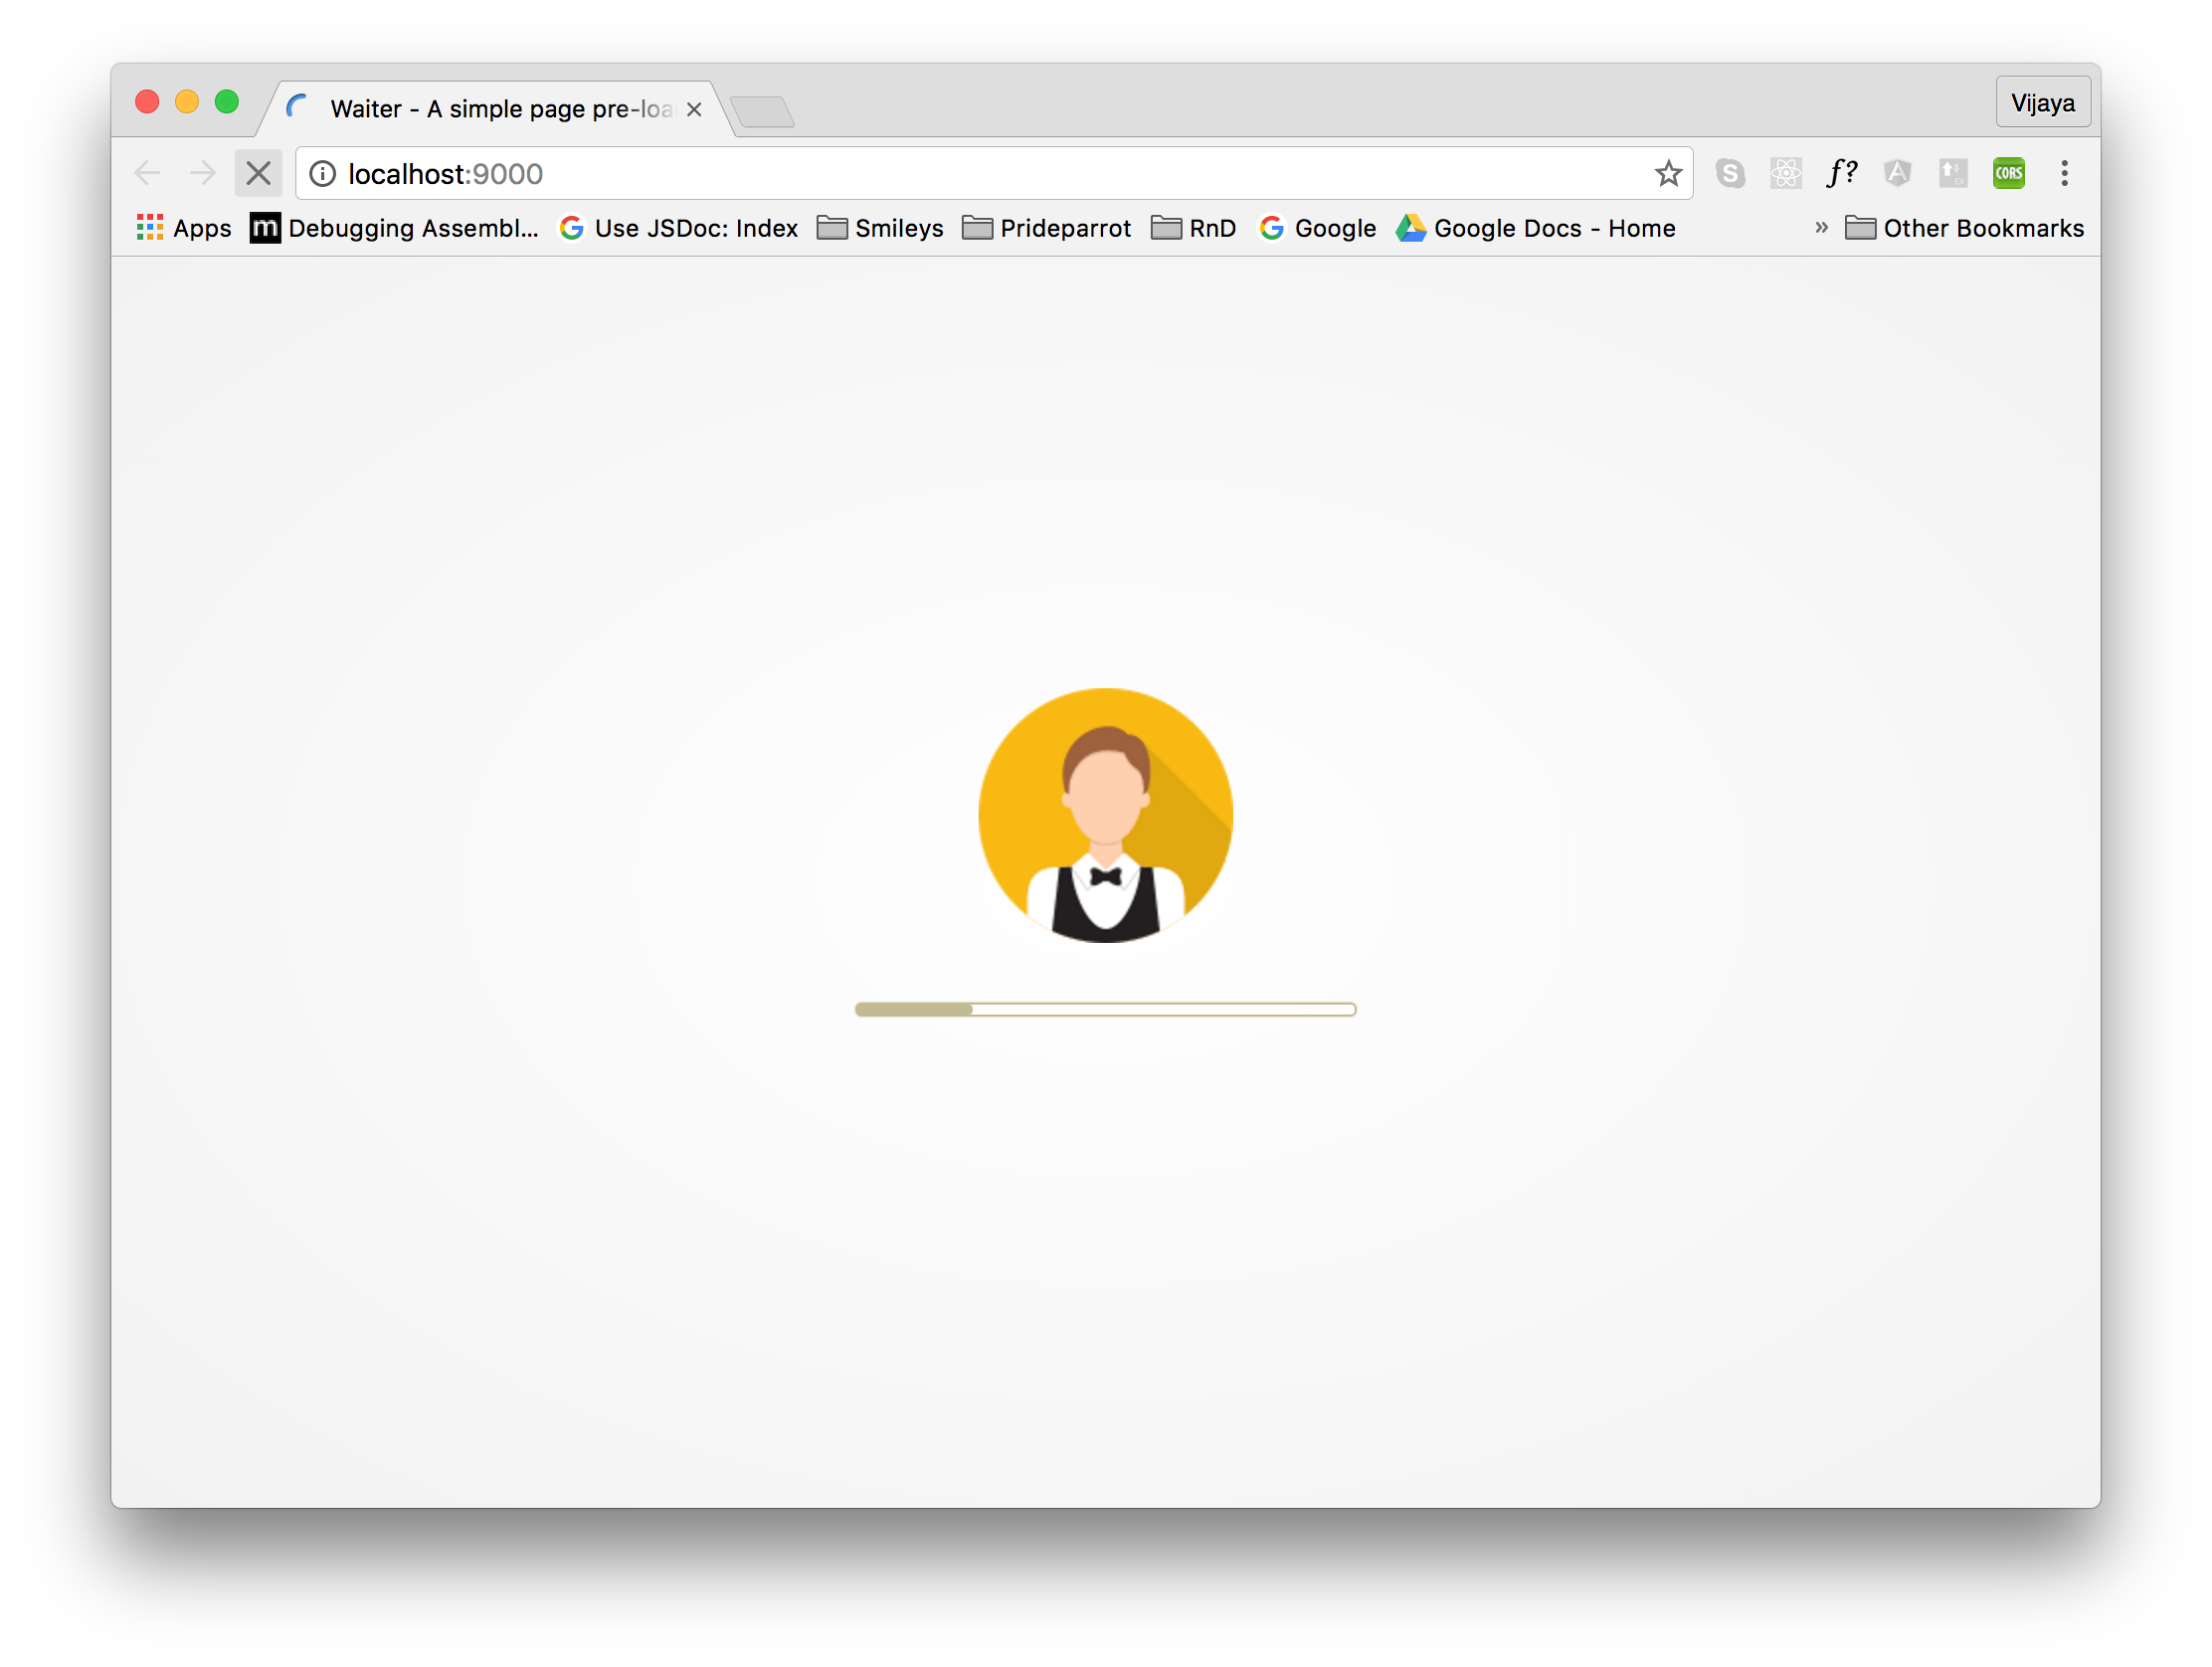 Waiter - A simple page pre-loa
Vijaya
localhost:9000
S f? A EX CORS
Apps m Debugging Assembl... G Use JSDoc: Index Smileys Prideparrot RnD G Google Google Docs - Home » Other Bookmarks